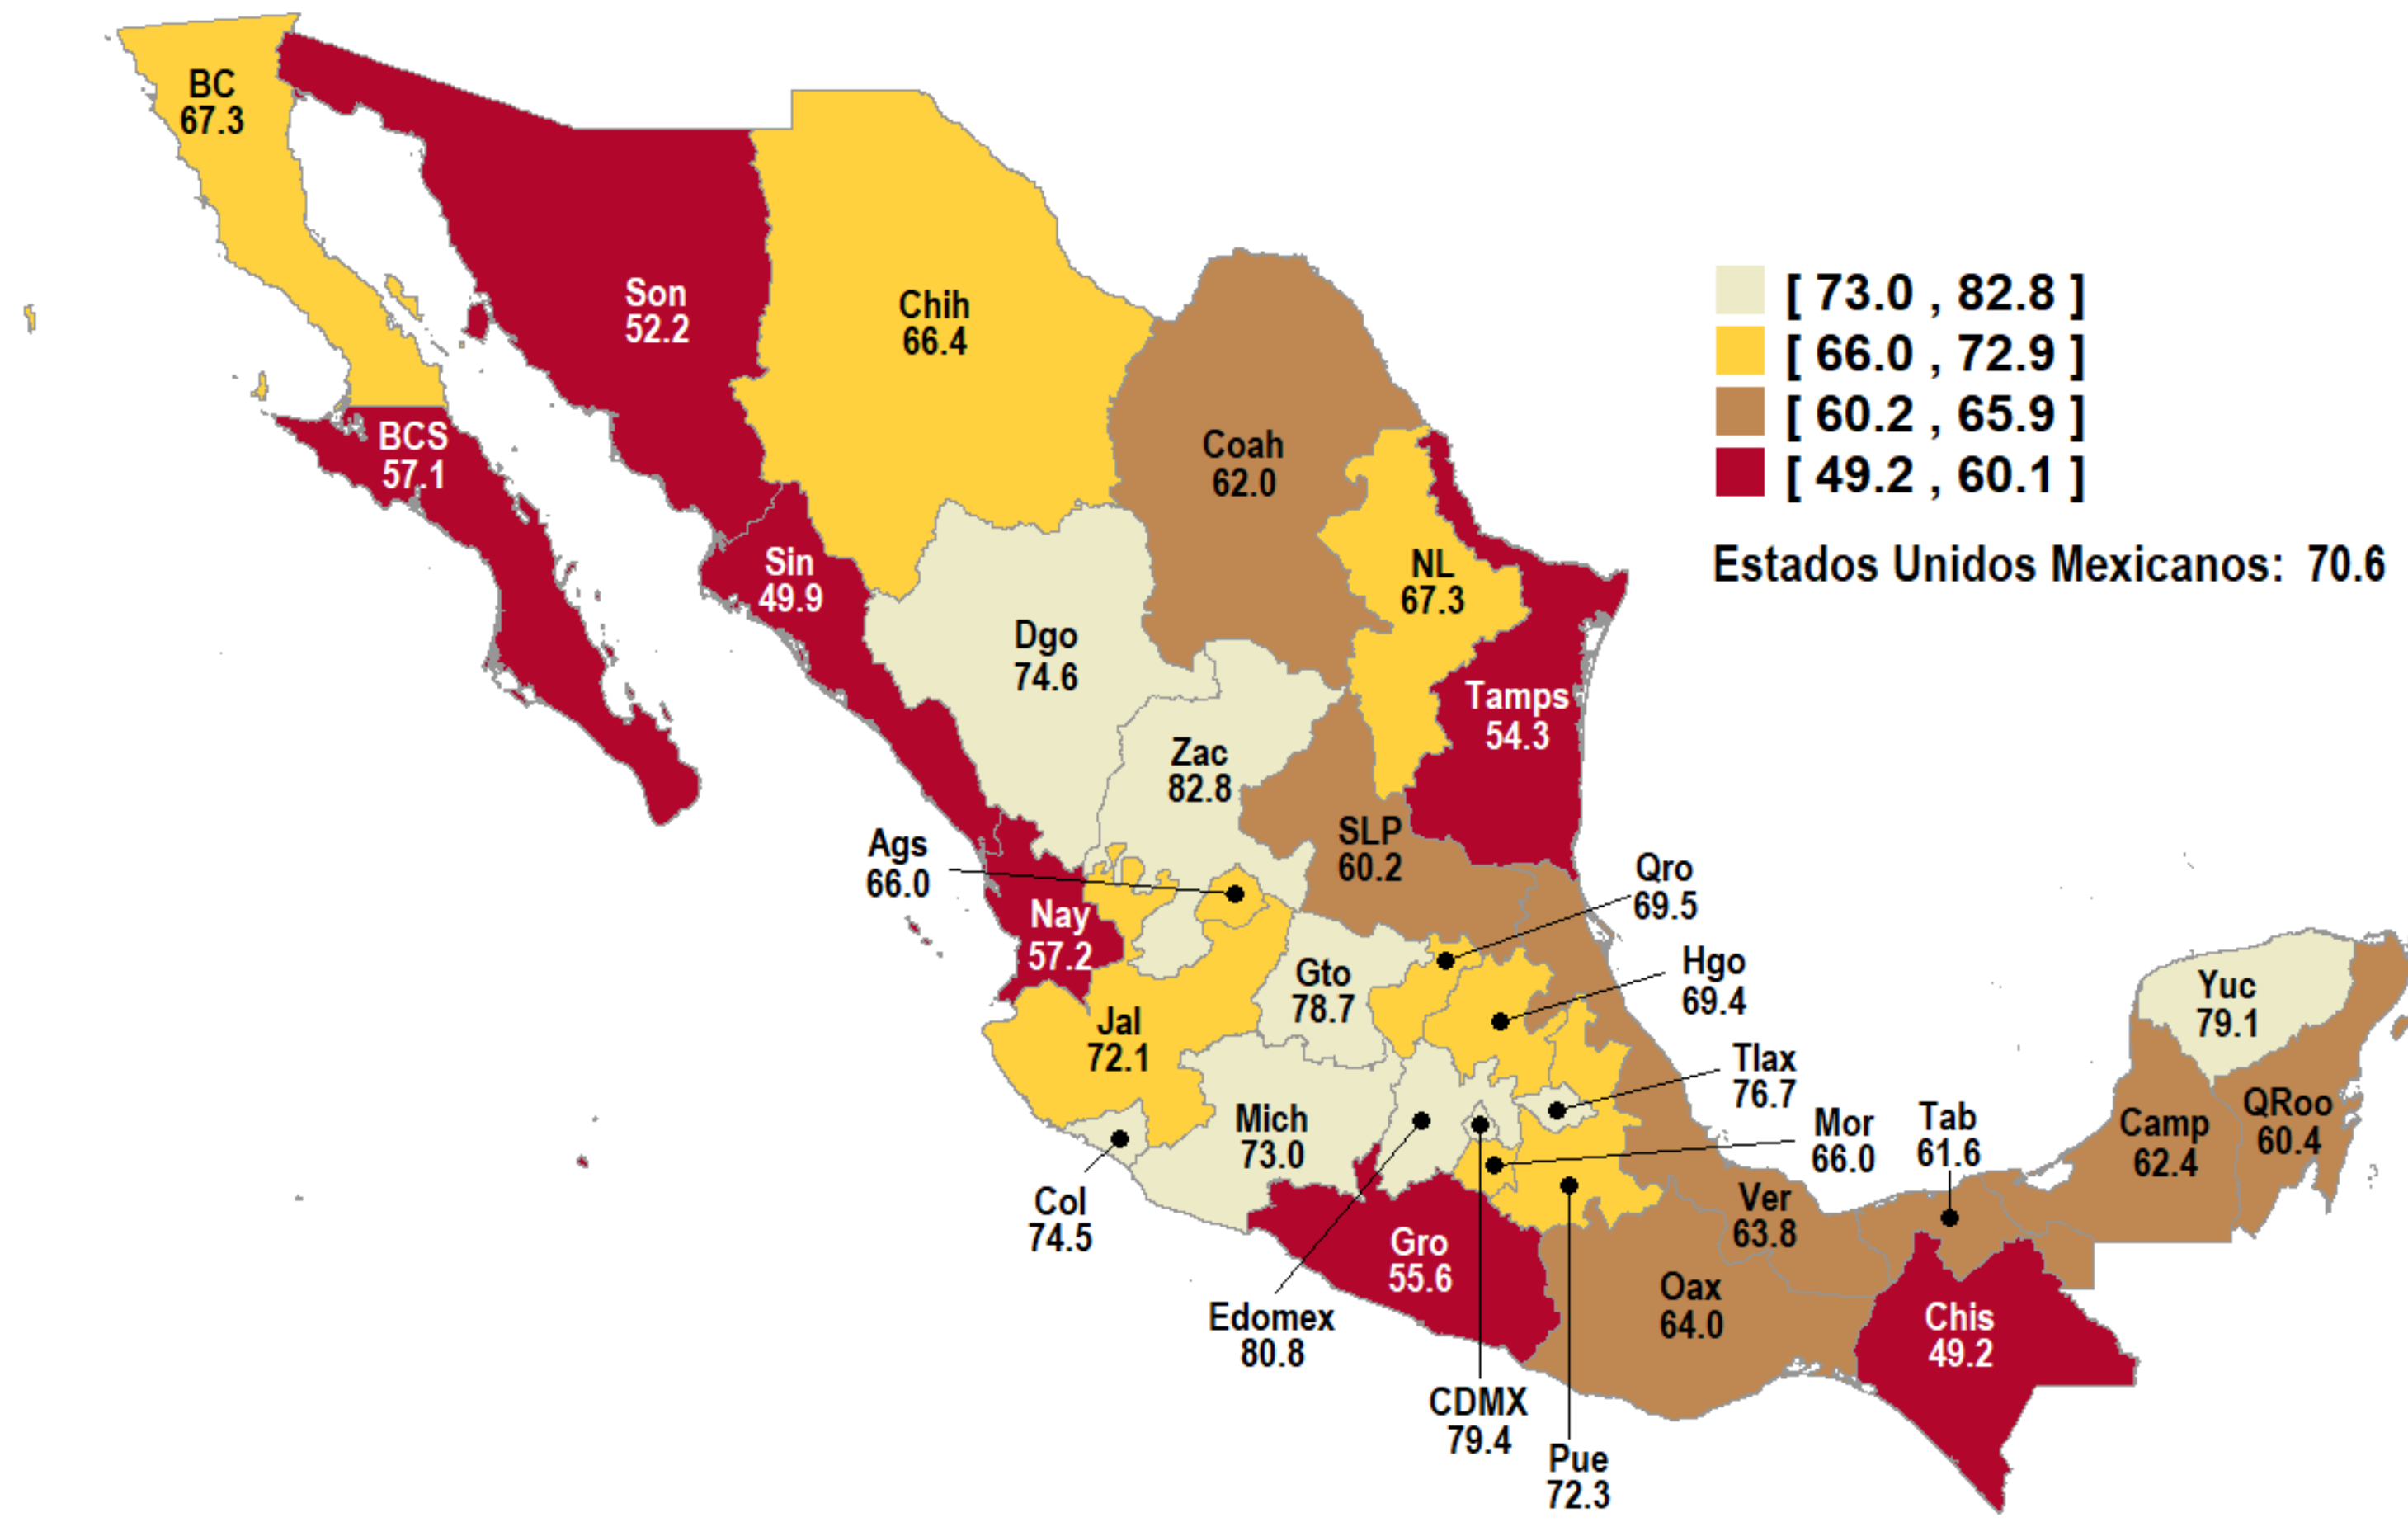 BC
67.3
Son
52.2
Chih
66.4
BCS
57.1
Coah
62.0
[ 73.0 , 82.8 ]
[ 66.0 , 72.9 ]
[ 60.2 , 65.9 ]
[ 49.2 , 60.1 ]
Estados Unidos Mexicanos: 70.6
Sin
49.9
NL
67.3
Dgo
74.6
Tamps
54.3
Zac
82.8
SLP
60.2
Ags
66.0
Qro
69.5
Nay
57.2
Gto
78.7
Hgo
69.4
Yuc
79.1
Jal
72.1
Tlax
76.7
Mich
73.0
Mor
66.0
Tab
61.6
Camp
62.4
QRoo
60.4
Col
74.5
Ver
63.8
Gro
55.6
Oax
64.0
Chis
49.2
Edomex
80.8
CDMX
79.4
Pue
72.3